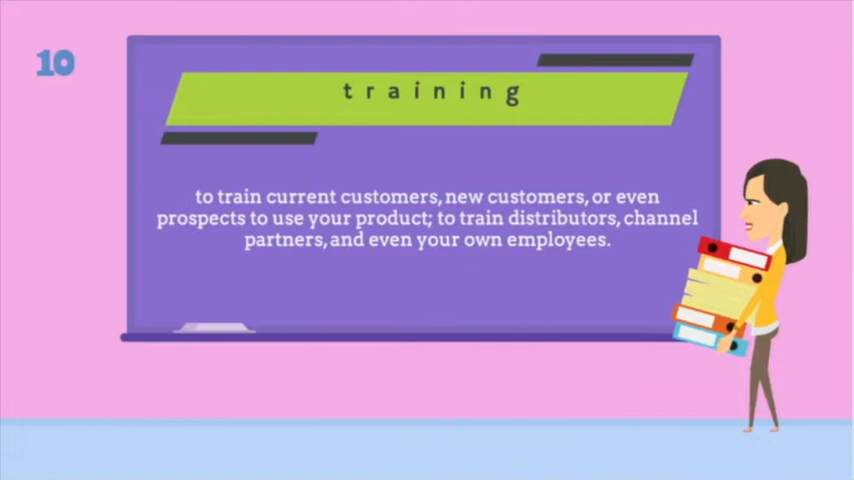 10
training
to train current customers, new customers, or even
prospects to use your product; to train distributors, channel
partners, and even your own employees.